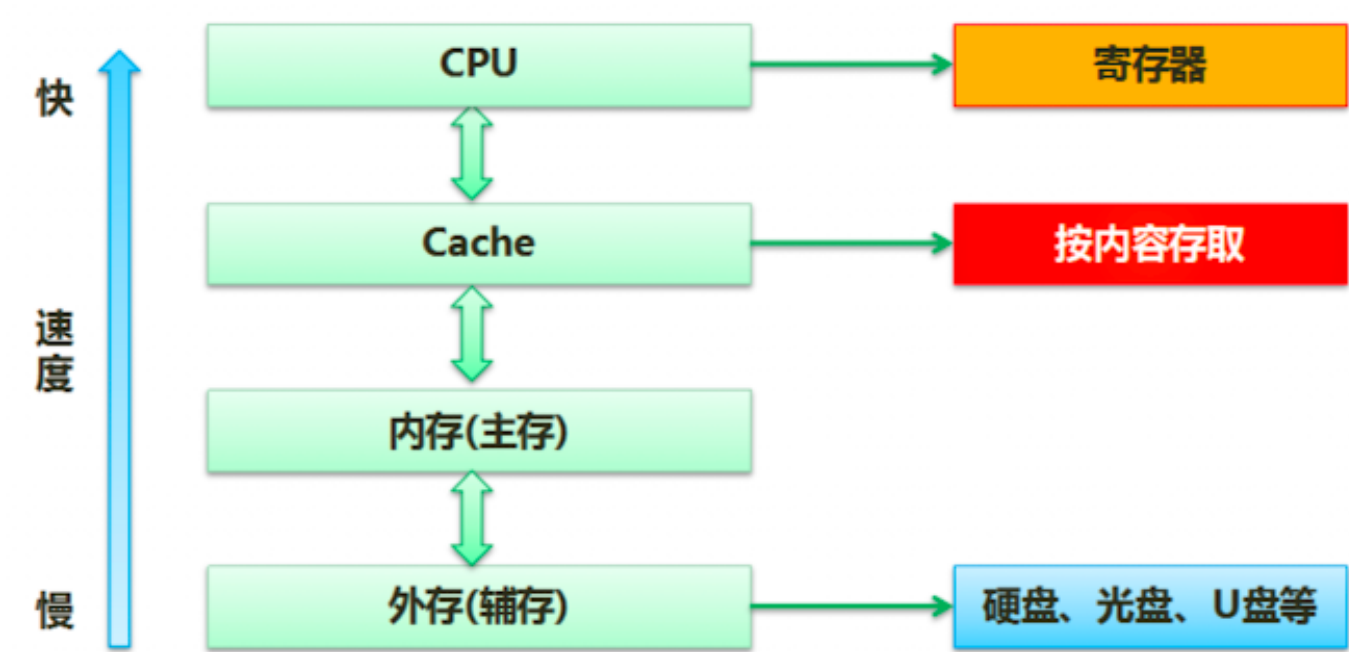 快
CPU
寄存器
Cache
按内容存取
速度
内存(主存)
慢
外存(辅存)
硬盘、光盘、U盘等